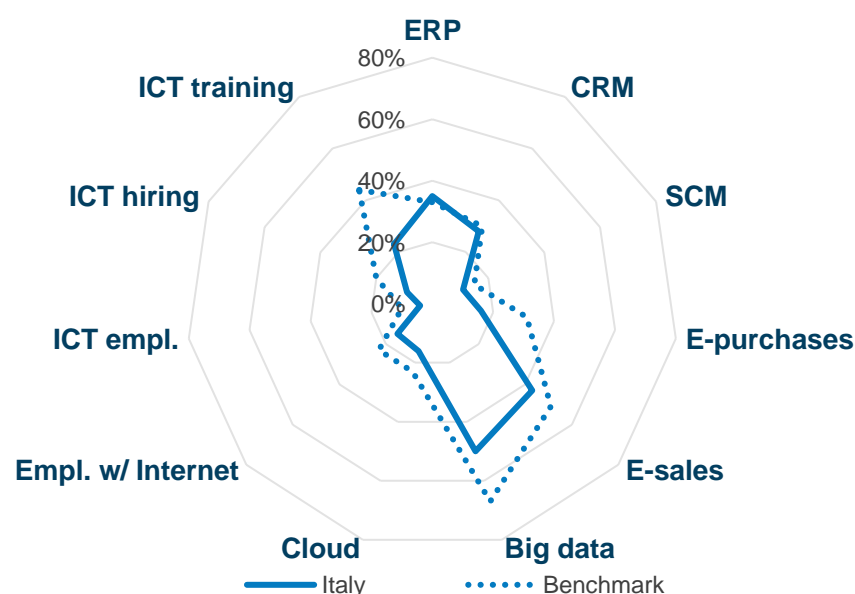 ERP
80%
ICT training
CRM
60%
40%
ICT hiring
SCM
20%
0%
ICT empl.
E-purchases
Empl. w/ Internet
E-sales
Cloud
Big data
Italy
Benchmark